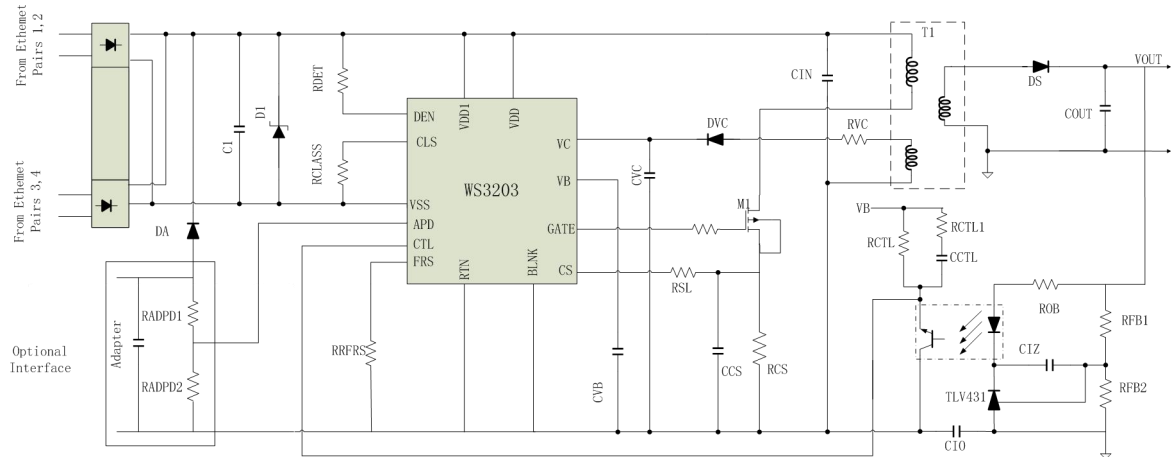 From Ethemet
Pairs 1,2
From Ethemet
Pairs 3,4
C1
D1
RDET
RCLASS
DEN
CLS
VSS
APD
CTL
FRS
VDD1
VDD
WS3203
VC
VB
GATE
CS
RTN
BLNK
DVC
RVC
CVC
CIN
T1
DS
VOUT
COUT
M1
RSL
CCS
RCS
CVB
RRFRS
DA
Adapter
RADPD1
RADPD2
Optional
Interface
VB
RCTL
RCTL1
CCTL
ROB
RFB1
CIZ
TLV431
RFB2
CIO